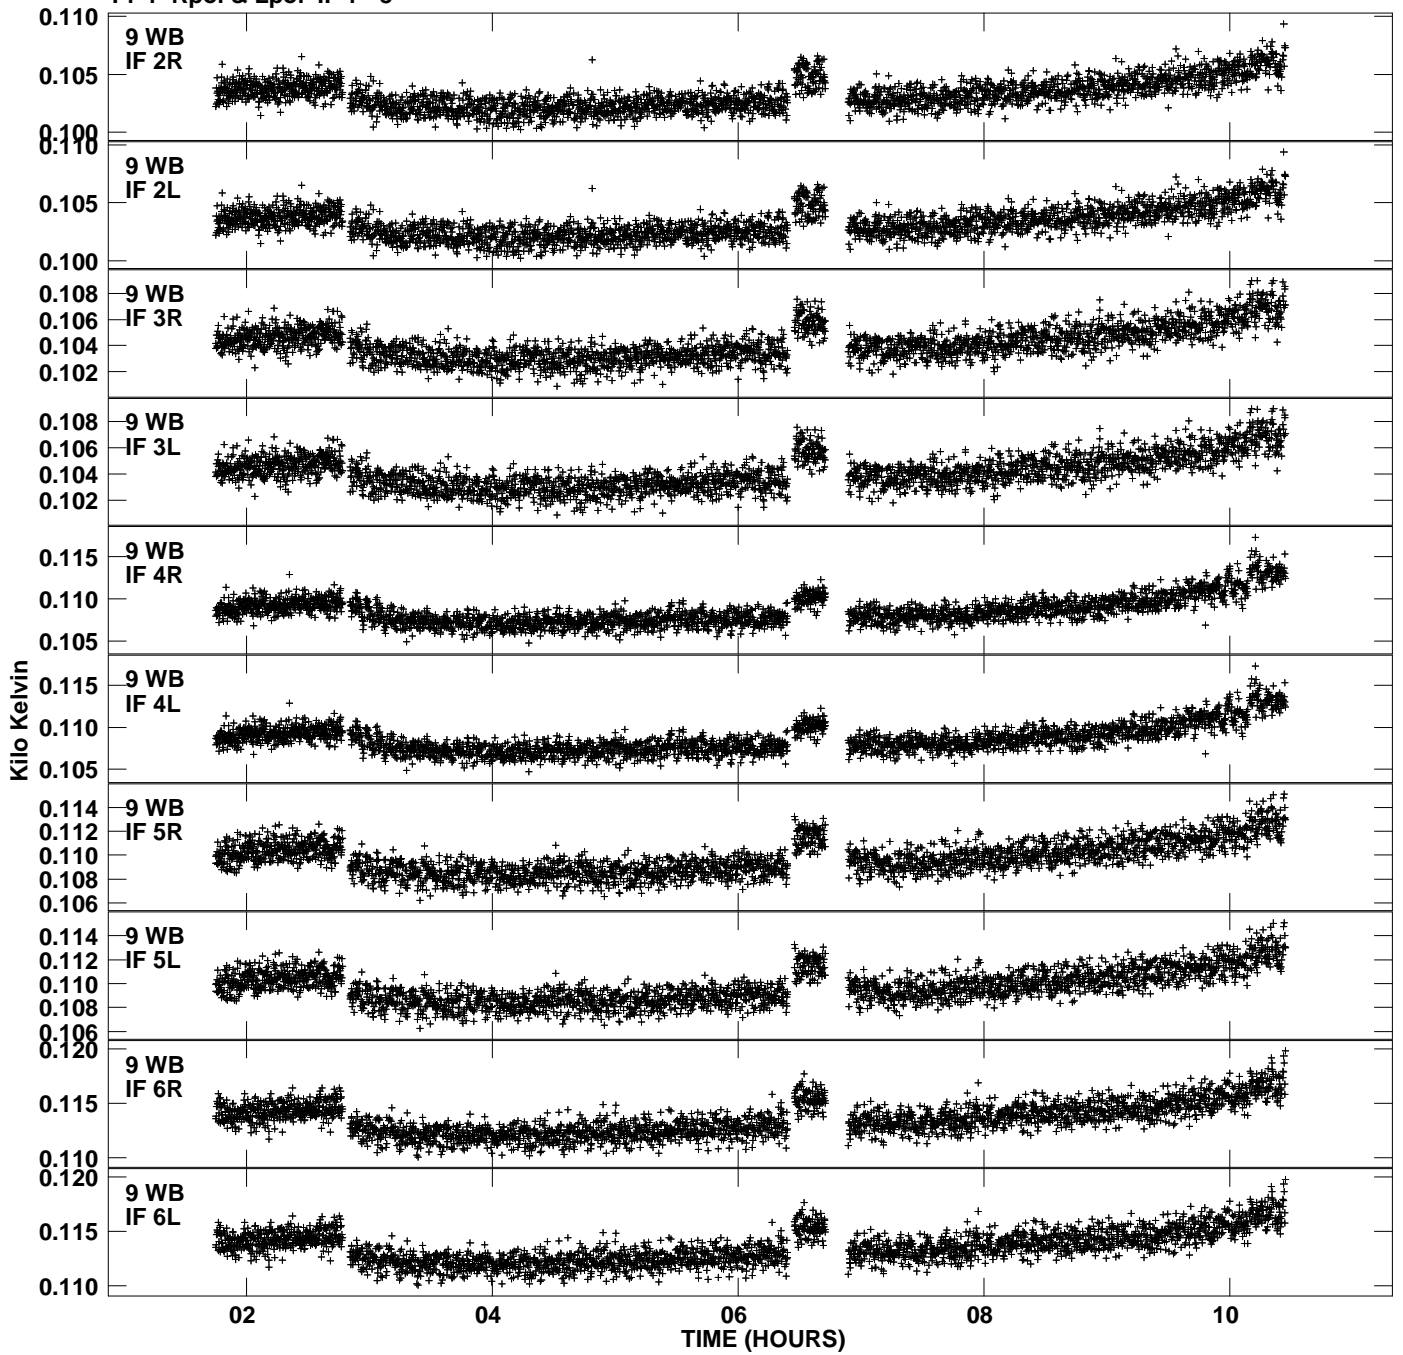 0.110
9 WB
IF 2R
0.105
0.100
0.110
9 WB
IF 2L
0.105
0.100
0.108
9 WB
IF 3R
0.106
0.104
0.102
0.108
9 WB
IF 3L
0.106
0.104
0.102
9 WB
IF 4R
0.115
0.110
0.105
9 WB
IF 4L
0.115
0.110
0.105
0.114
9 WB
IF 5R
0.112
0.110
0.108
0.106
0.114
9 WB
IF 5L
0.112
0.110
0.108
0.106
0.120
9 WB
IF 6R
0.115
0.110
0.120
9 WB
IF 6L
0.115
0.110
Kilo Kelvin
02 04 06 08 10
TIME (HOURS)